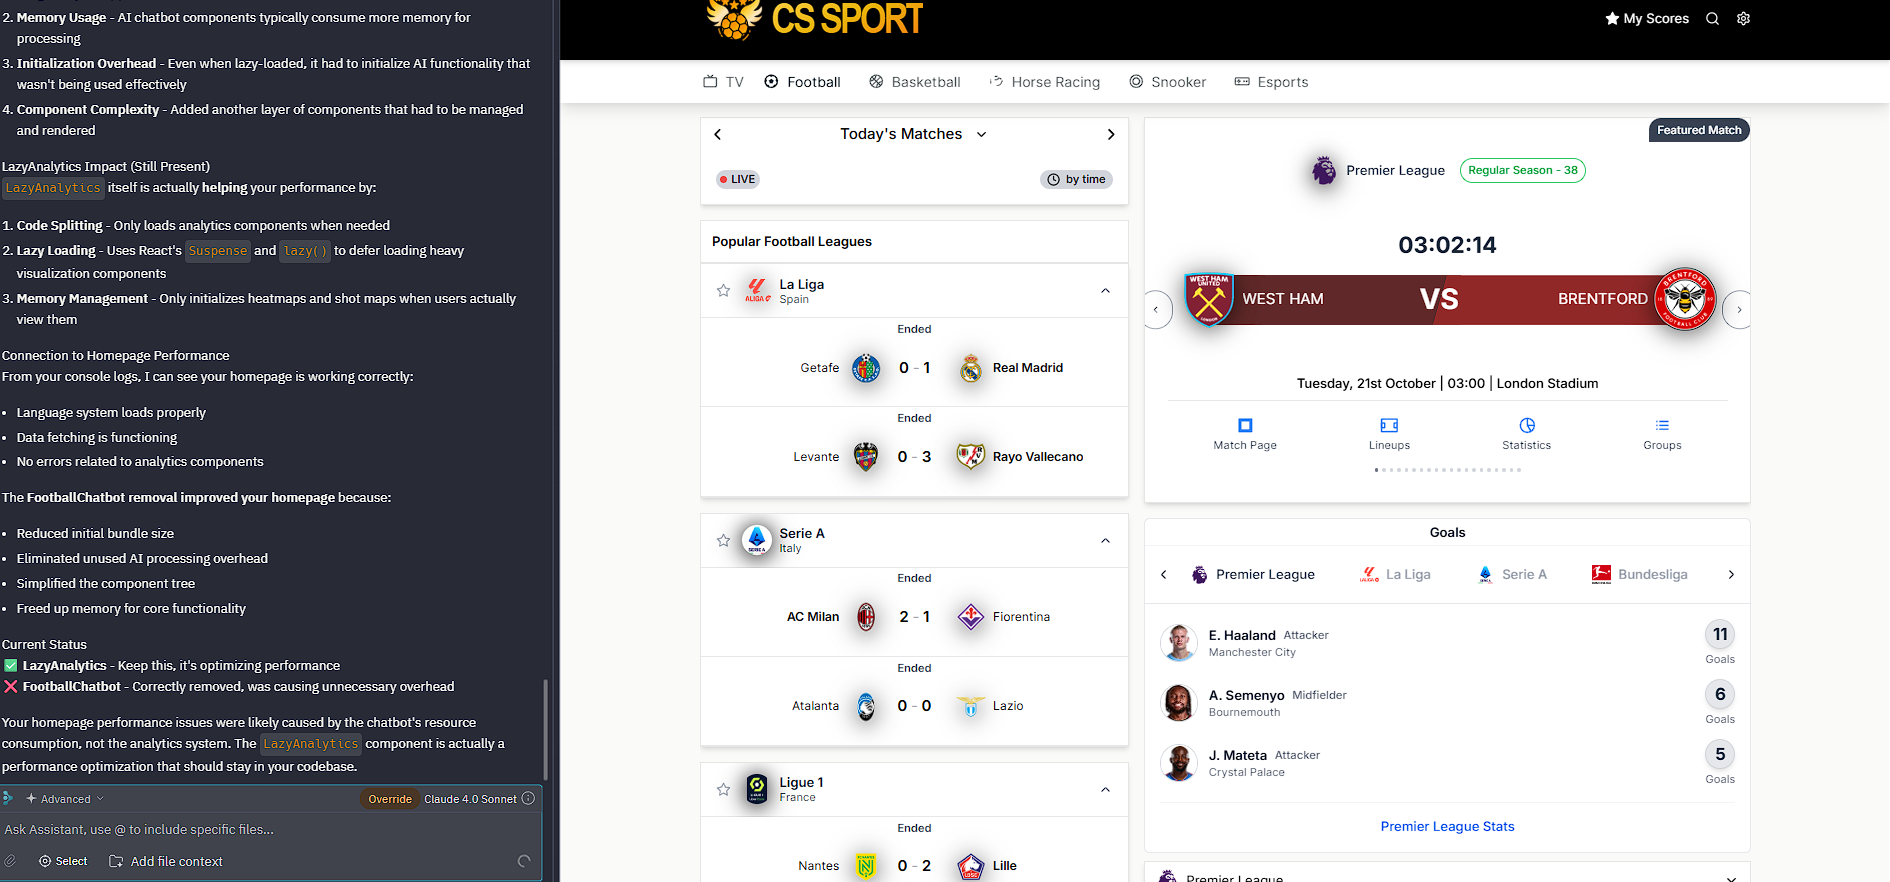 2. Memory Usage - AI chatbot components typically consume more memory for
processing
3. Initialization Overhead - Even when lazy-loaded, it had to initialize AI functionality that
wasn't being used effectively
4. Component Complexity - Added another layer of components that had to be managed
and rendered
LazyAnalytics Impact (Still Present)
LazyAnalytics itself is actually helping your performance by:
1. Code Splitting - Only loads analytics components when needed
2. Lazy Loading - Uses React's Suspense and lazy() to defer loading heavy
visualization components
3. Memory Management - Only initializes heatmaps and shot maps when users actually
view them
Connection to Homepage Performance
From your console logs, I can see your homepage is working correctly:
• Language system loads properly
• Data fetching is functioning
• No errors related to analytics components
The FootballChatbot removal improved your homepage because:
• Reduced initial bundle size
• Eliminated unused AI processing overhead
• Simplified the component tree
• Freed up memory for core functionality
Current Status
✅ LazyAnalytics - Keep this, it's optimizing performance
❌ FootballChatbot - Correctly removed, was causing unnecessary overhead
Your homepage performance issues were likely caused by the chatbot's resource
consumption, not the analytics system. The LazyAnalytics component is actually a
performance optimization that should stay in your codebase.
Advanced Override Claude 4.0 Sonnet
Ask Assistant, use @ to include specific files...
Select Add file context
CS SPORT
My Scores
TV Football Basketball Horse Racing Snooker Esports
Today's Matches
LIVE by time
Popular Football Leagues
La Liga
Spain
Ended
Getafe 0 - 1 Real Madrid
Ended
Levante 0 - 3 Rayo Vallecano
Serie A
Italy
Ended
AC Milan 2 - 1 Fiorentina
Ended
Atalanta 0 - 0 Lazio
Ligue 1
France
Ended
Nantes 0 - 2 Lille
Featured Match
Premier League Regular Season - 38
03:02:14
WEST HAM VS BRENTFORD
Tuesday, 21st October | 03:00 | London Stadium
Match Page Lineups Statistics Groups
Goals
Premier League La Liga Serie A Bundesliga
E. Haaland Attacker
Manchester City
11
Goals
A. Semenyo Midfielder
Bournemouth
6
Goals
J. Mateta Attacker
Crystal Palace
5
Goals
Premier League Stats
Premier League